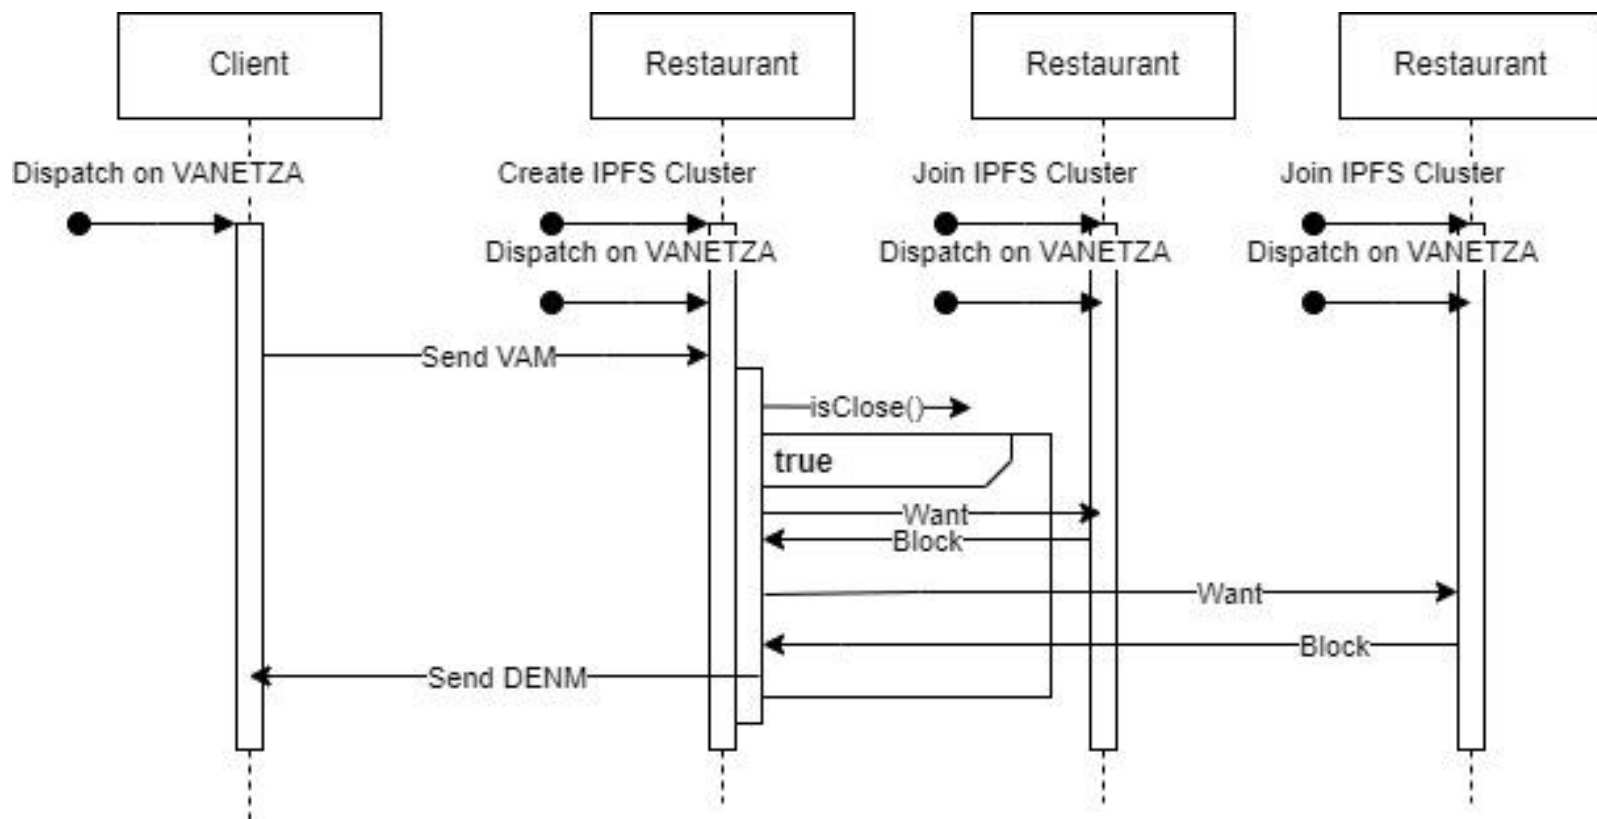 Client
Restaurant
Restaurant
Restaurant
Dispatch on VANETZA
Create IPFS Cluster
Join IPFS Cluster
Join IPFS Cluster
Dispatch on VANETZA
Dispatch on VANETZA
Dispatch on VANETZA
Send VAM
isClose()
true
Want
Block
Want
Block
Send DENM